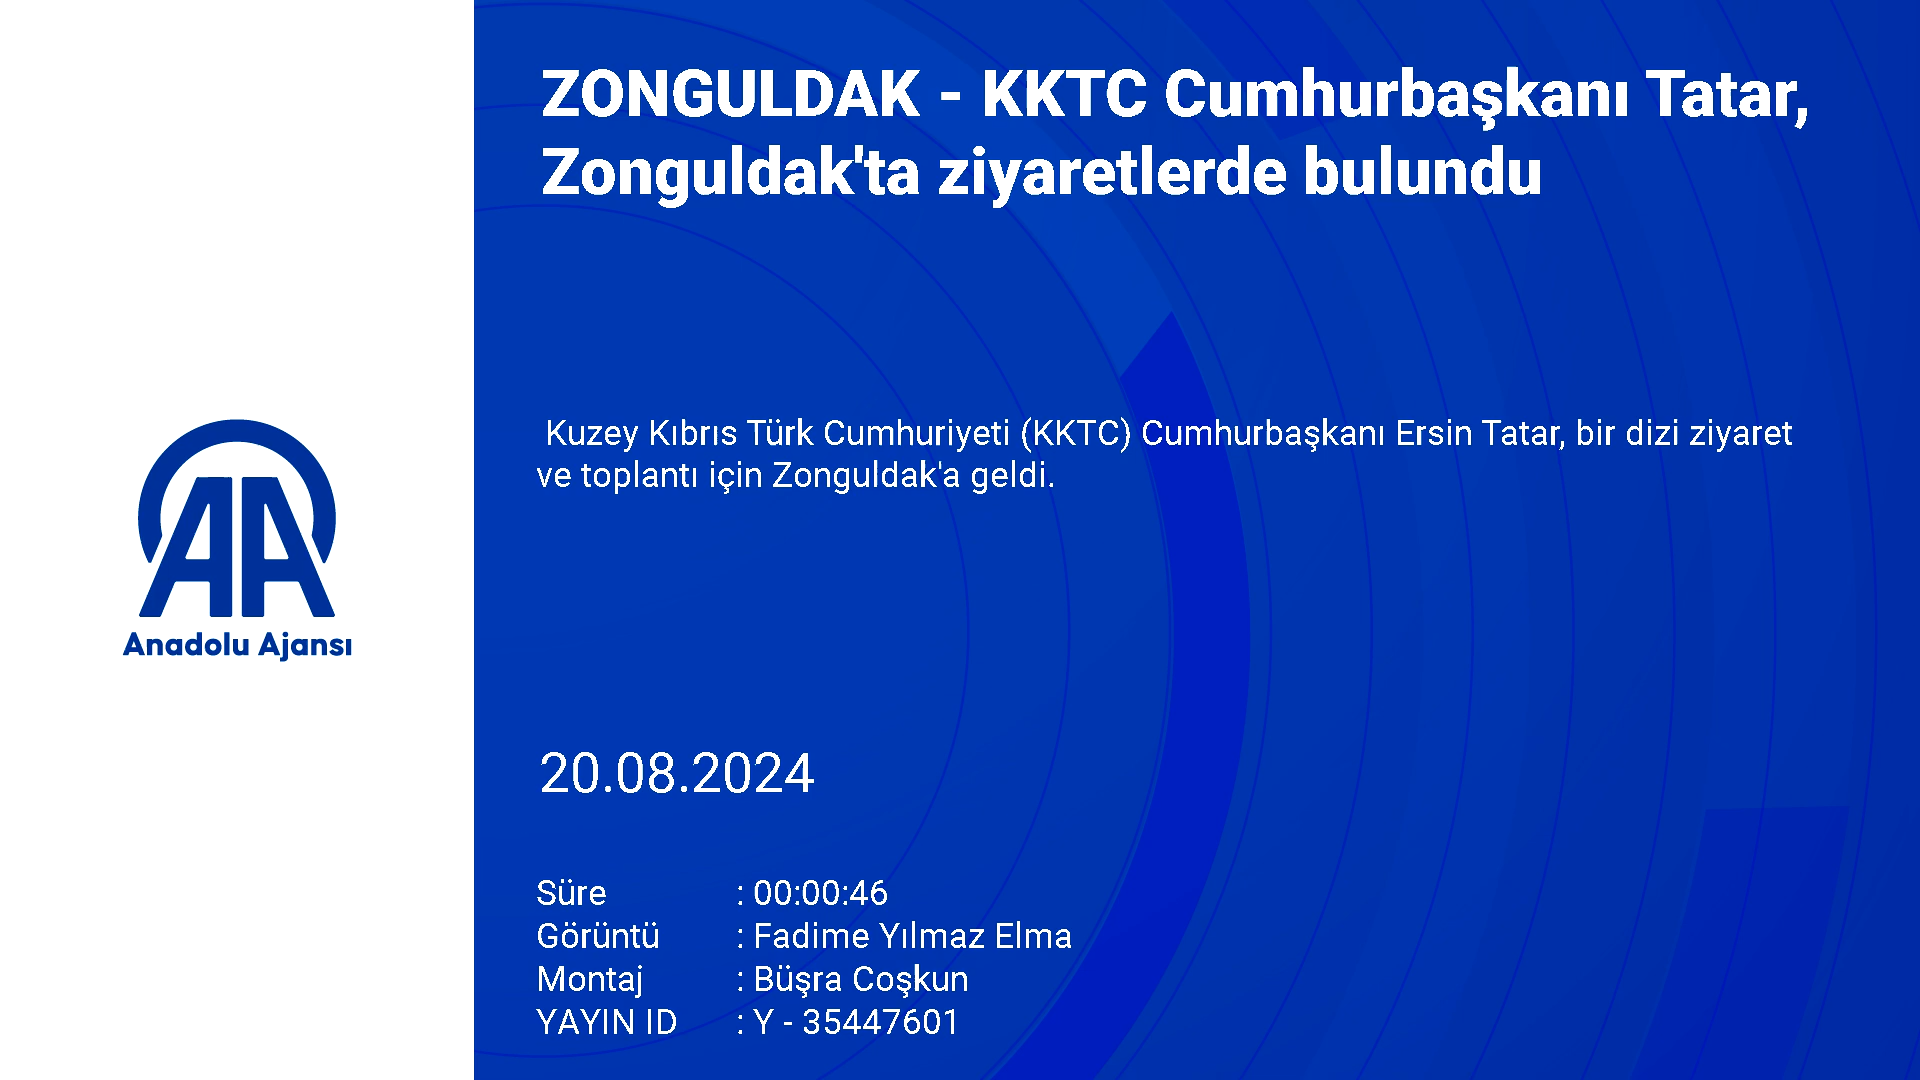 ZONGULDAK - KKTC Cumhurbaşkanı Tatar,
Zonguldak'ta ziyaretlerde bulundu
Kuzey Kıbrıs Türk Cumhuriyeti (KKTC) Cumhurbaşkanı Ersin Tatar, bir dizi ziyaret
ve toplantı için Zonguldak'a geldi.
AA
Anadolu Ajansı
20.08.2024
Süre : 00:00:46
Görüntü : Fadime Yılmaz Elma
Montaj : Büşra Coşkun
YAYIN ID : Y - 35447601